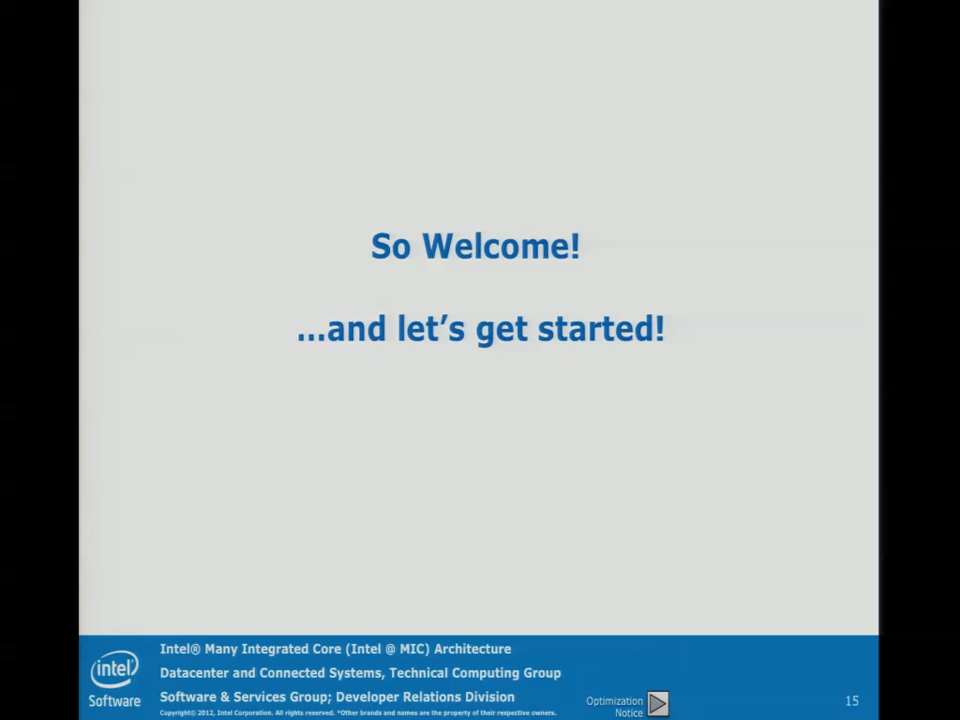 So Welcome!
...and let's get started!
Intel® Many Integrated Core (Intel @ MIC) Architecture
Datacenter and Connected Systems, Technical Computing Group
Software & Services Group; Developer Relations Division
Copyright© 2012, Intel Corporation. All rights reserved. *Other brands and names are the property of their respective owners.
intel
Software
Optimization
Notice
15